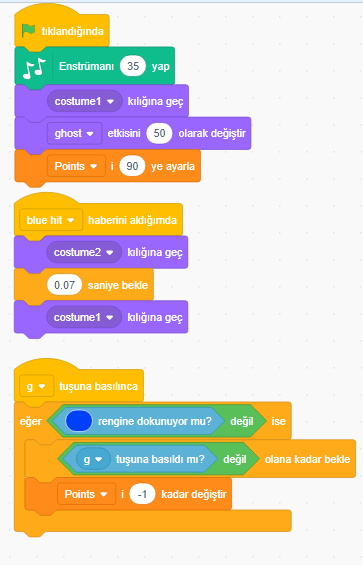 tıklandığında
Enstrümanı 35 yap
costume1 kılığına geç
ghost etkisini 50 olarak değiştir
Points i 90 ye ayarla
blue hit haberini aldığımda
costume2 kılığına geç
0.07 saniye bekle
costume1 kılığına geç
g tuşuna basılınca
eğer rengine dokunuyor mu? değil ise
g tuşuna basıldı mı? değil olana kadar bekle
Points i -1 kadar değiştir